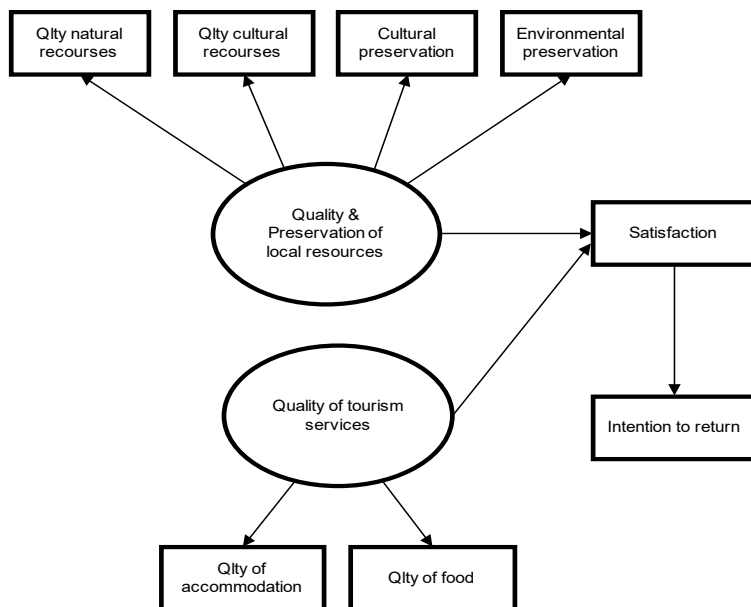 Qlty natural
recourses
Qlty cultural
recourses
Cultural
preservation
Environmental
preservation
Quality &
Preservation of
local resources
Satisfaction
Quality of tourism
services
Intention to return
Qlty of
accommodation
Qlty of food